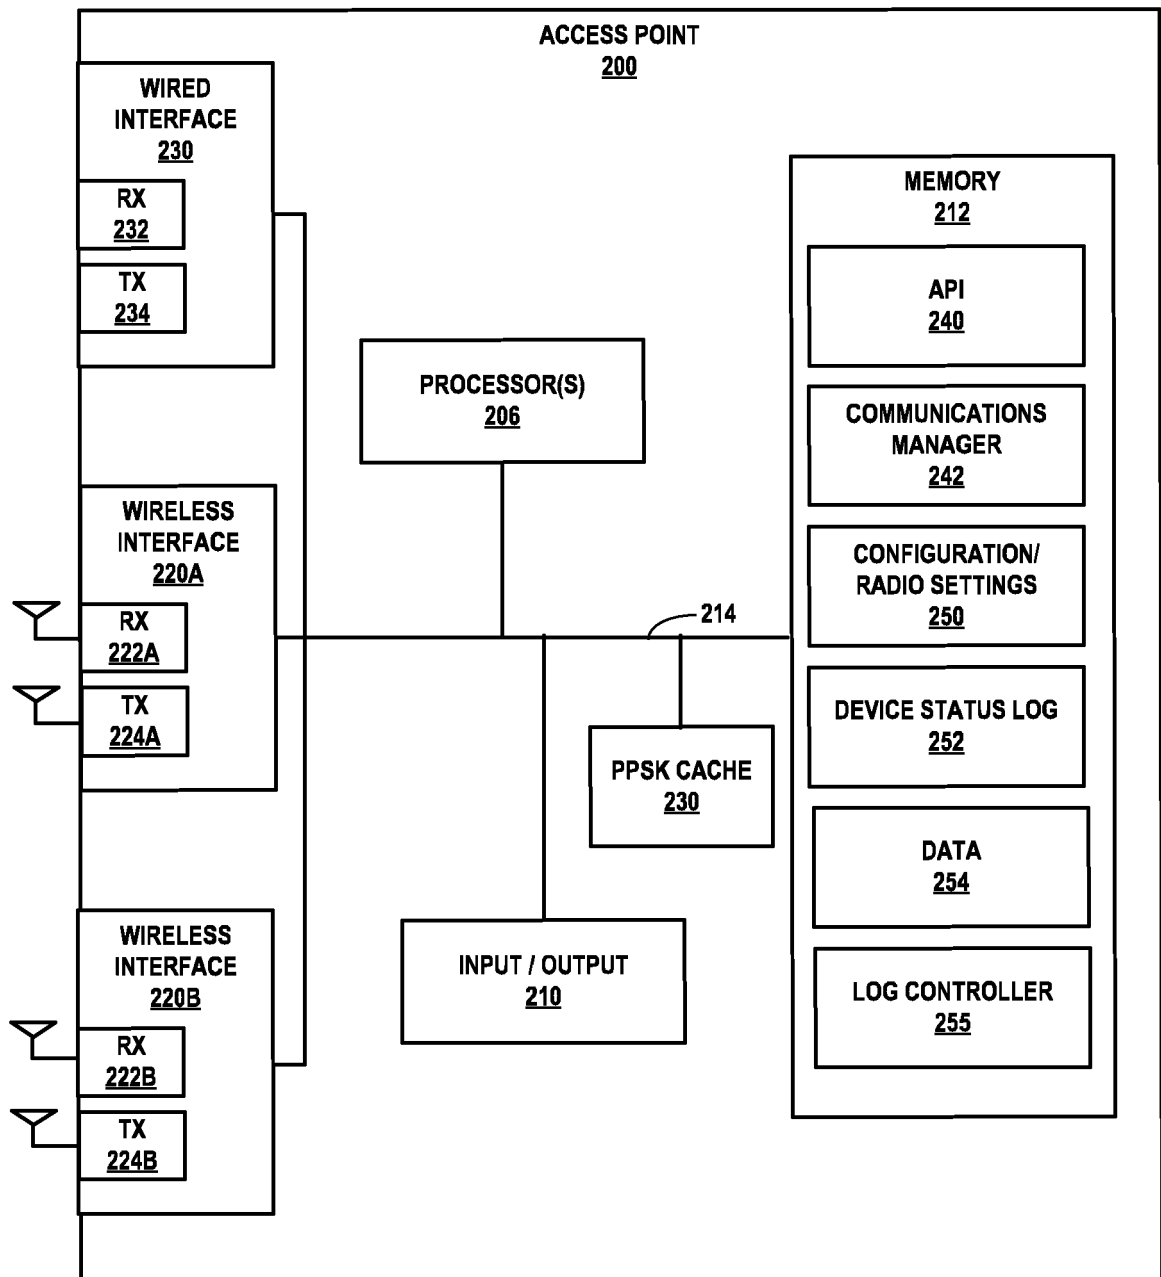 ACCESS POINT
200
WIRED
INTERFACE
230
RX
232
TX
234
WIRELESS
INTERFACE
220A
RX
222A
TX
224A
WIRELESS
INTERFACE
220B
RX
222B
TX
224B
PROCESSOR(S)
206
214
PPSK CACHE
230
INPUT / OUTPUT
210
MEMORY
212
API
240
COMMUNICATIONS
MANAGER
242
CONFIGURATION/
RADIO SETTINGS
250
DEVICE STATUS LOG
252
DATA
254
LOG CONTROLLER
255